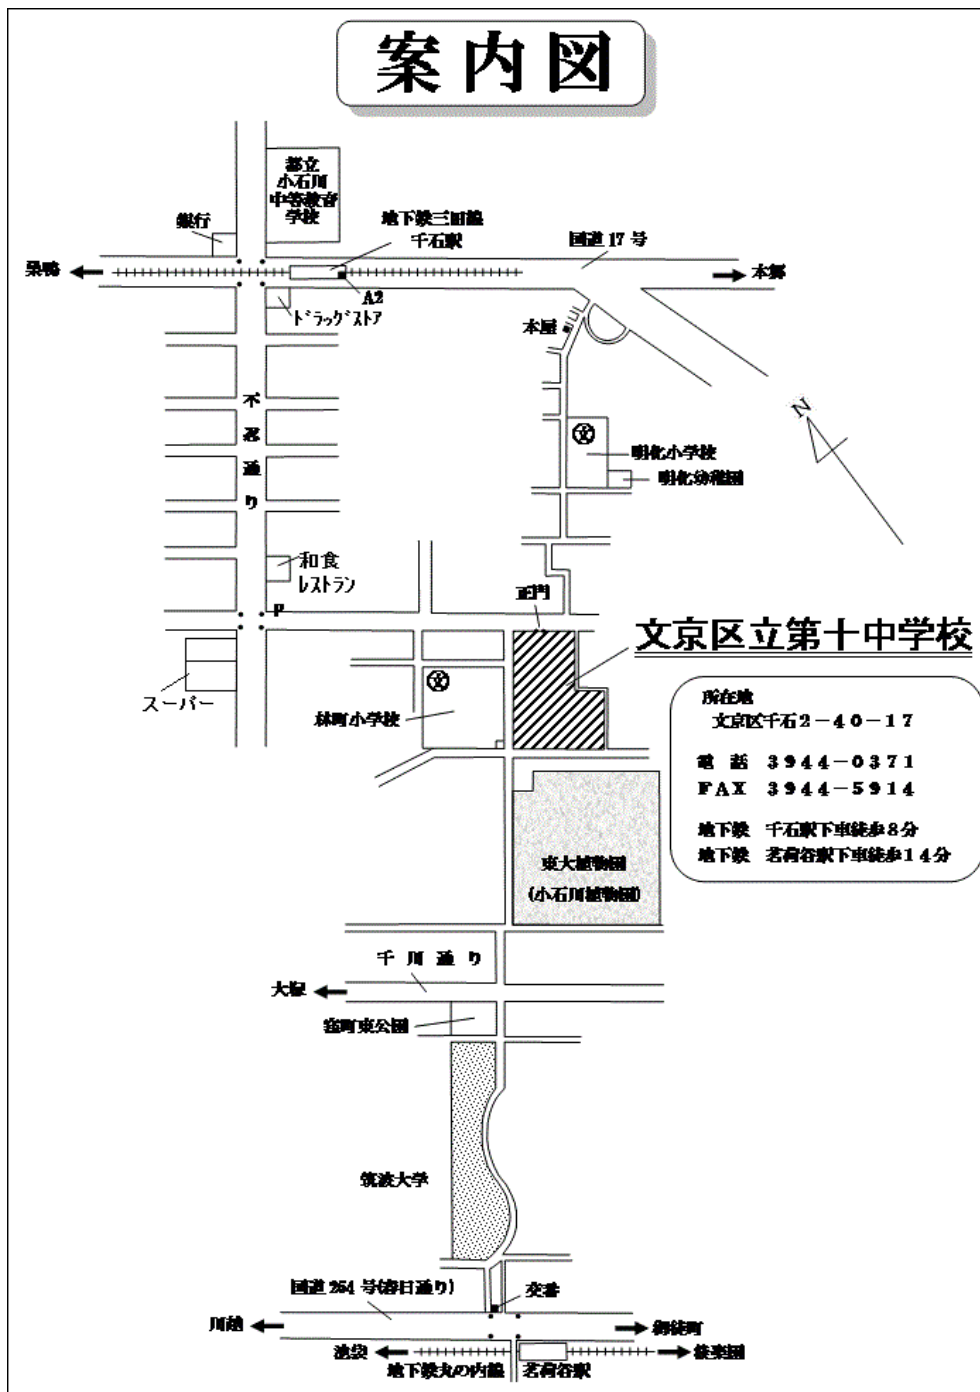 案内図
都立
小石川
中等教育
学校
銀行
地下鉄三田線
千石駅
国道17号
巣鴨
本郷
A2
ドラッグストア
本屋
不忍通り
N
文
明化小学校
明化幼稚園
和食
レストラン
P
正門
文京区立第十中学校
スーパー
文
林町小学校
所在地
文京区千石2-40-17
電話 3944-0371
FAX 3944-5914
地下鉄 千石駅下車徒歩8分
地下鉄 茗荷谷駅下車徒歩14分
東大植物園
(小石川植物園)
千川通り
大塚
窪町東公園
筑波大学
国道254号(春日通り)
交番
川越
御徒町
池袋
地下鉄丸の内線
茗荷谷駅
後楽園